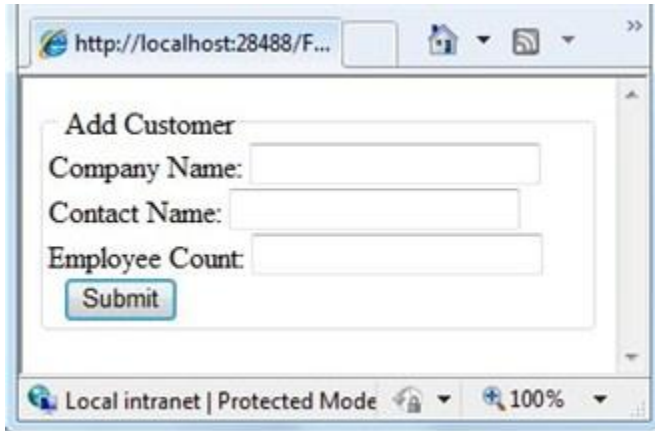 http://localhost:28488/F...
»
Add Customer
Company Name:
Contact Name:
Employee Count:
Submit
Local intranet | Protected Mode
100%